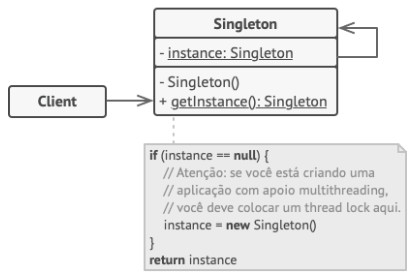 Singleton
- instance: Singleton
- Singleton()
+ getInstance(): Singleton
Client
if (instance == null) {
// Atenção: se você está criando uma
// aplicação com apoio multithreading,
// você deve colocar um thread lock aqui.
instance = new Singleton()
}
return instance